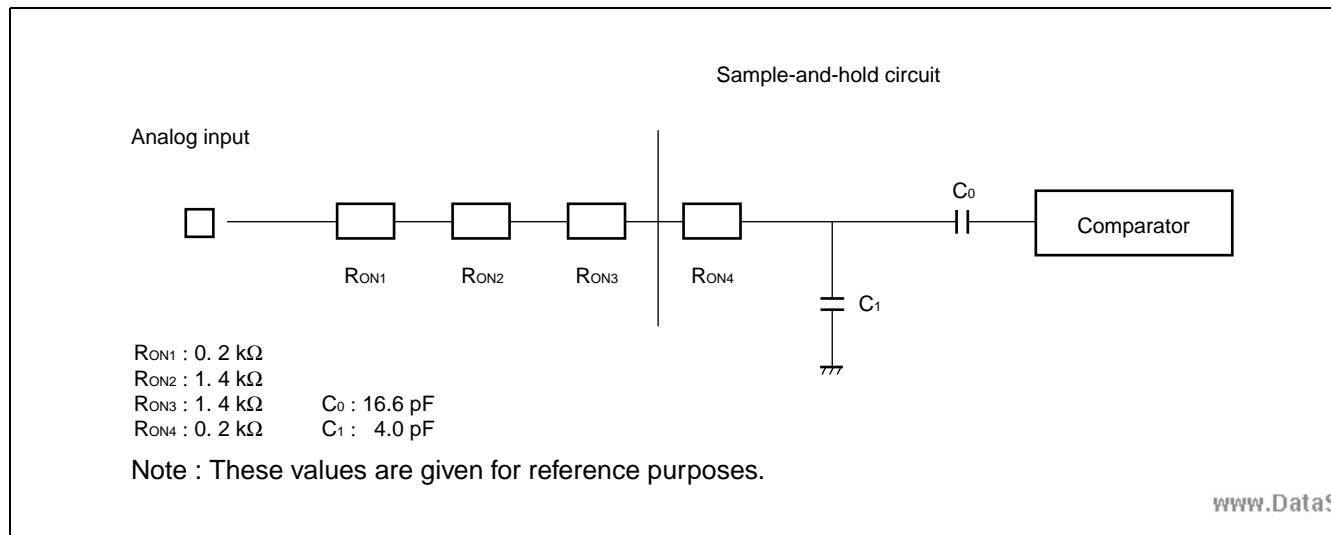 Sample-and-hold circuit
Analog input
C0
Comparator
RON1 RON2 RON3 RON4
C1
RON1 : 0. 2 kΩ
RON2 : 1. 4 kΩ
RON3 : 1. 4 kΩ C0 : 16.6 pF
RON4 : 0. 2 kΩ C1 : 4.0 pF
Note : These values are given for reference purposes.
www.DataS